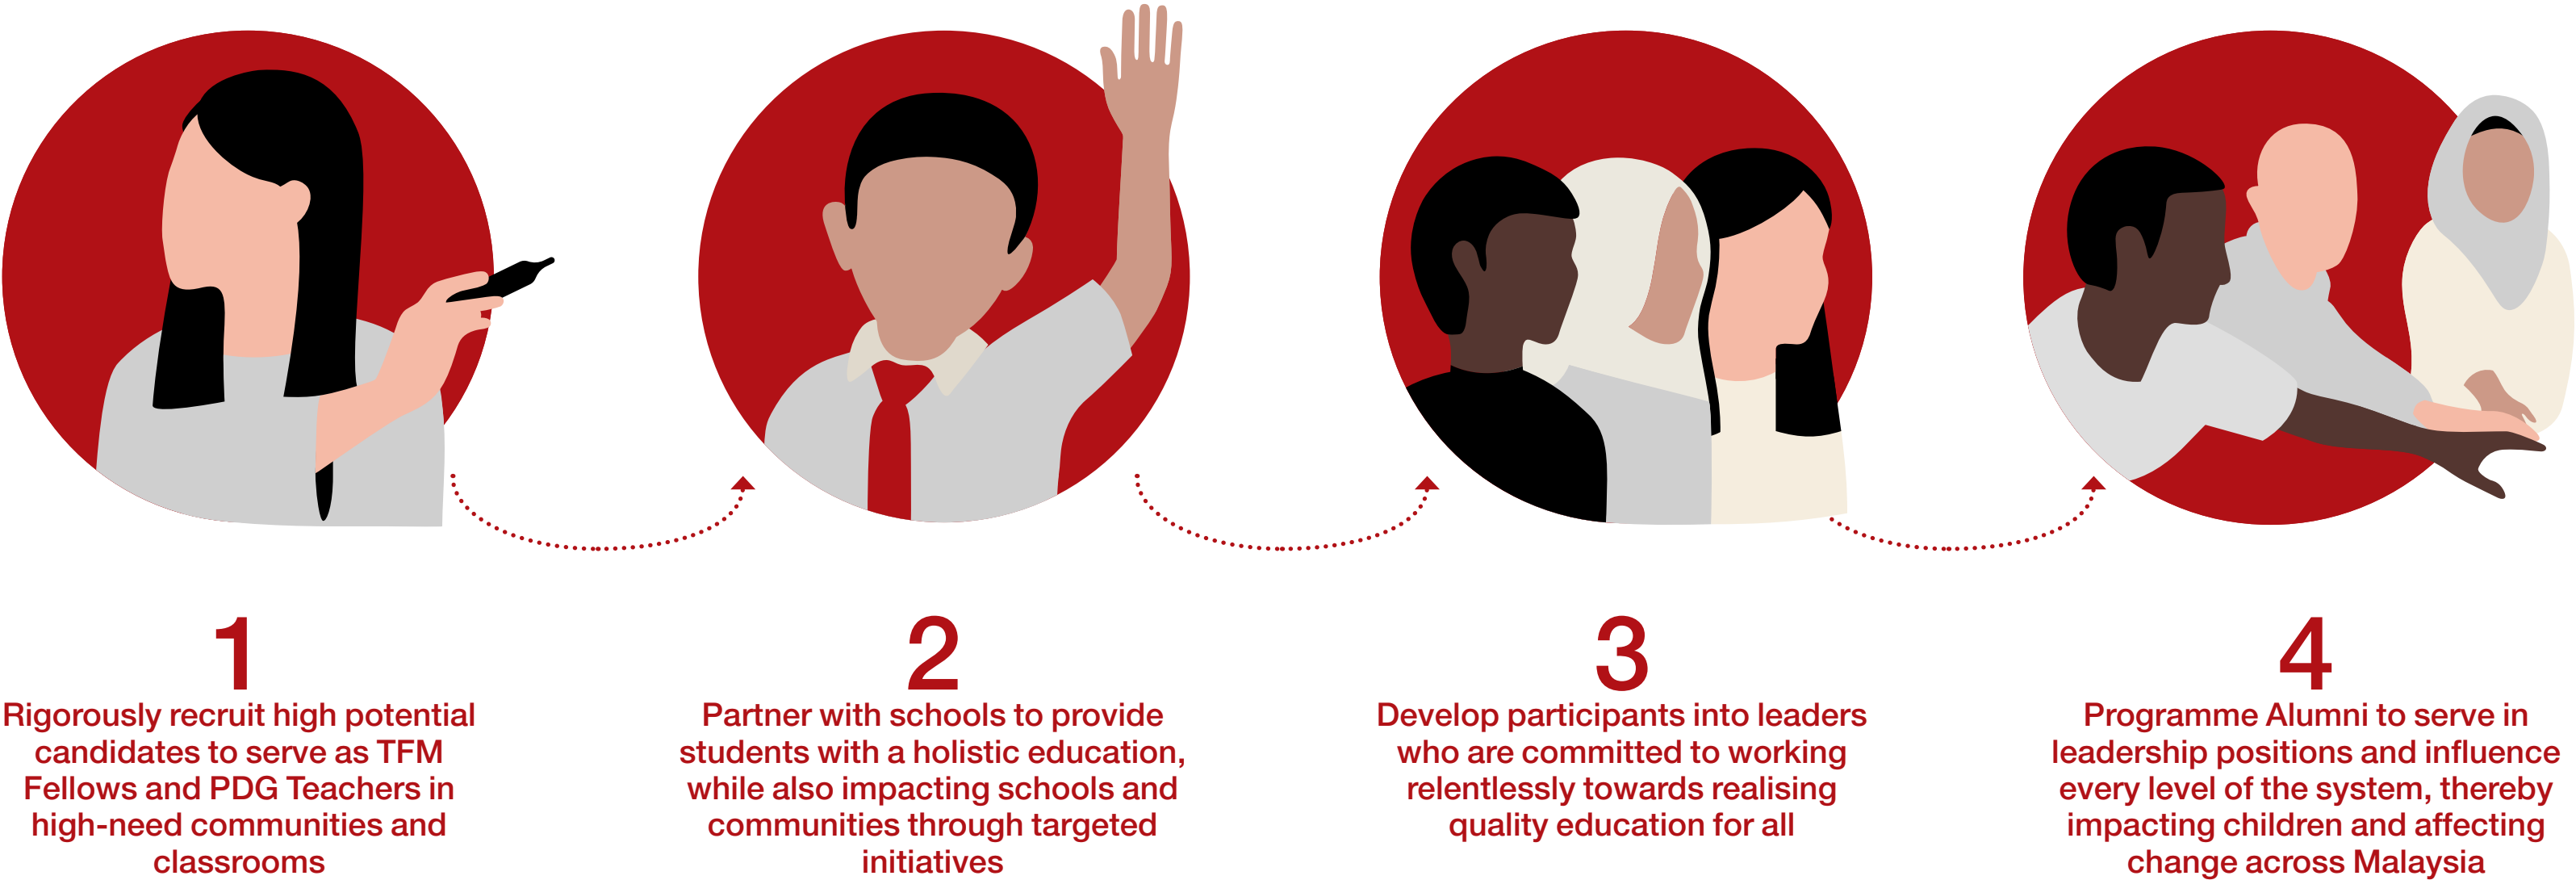 1
Rigorously recruit high potential
candidates to serve as TFM
Fellows and PDG Teachers in
high-need communities and
classrooms
2
Partner with schools to provide
students with a holistic education,
while also impacting schools and
communities through targeted
initiatives
3
Develop participants into leaders
who are committed to working
relentlessly towards realising
quality education for all
4
Programme Alumni to serve in
leadership positions and influence
every level of the system, thereby
impacting children and affecting
change across Malaysia